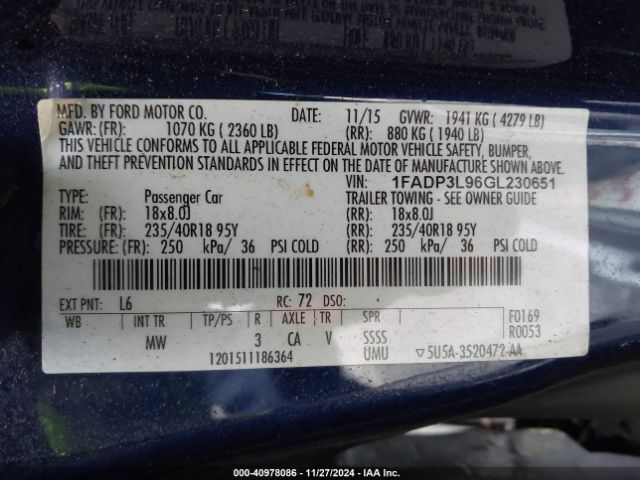 MFD. BY FORD MOTOR CO. DATE: 11/15 GVWR: 1941 KG ( 4279 LB)
GAWR: (FR): 1070 KG ( 2360 LB) (RR): 880 KG ( 1940 LB)
THIS VEHICLE CONFORMS TO ALL APPLICABLE FEDERAL MOTOR VEHICLE SAFETY, BUMPER,
AND THEFT PREVENTION STANDARDS IN EFFECT ON THE DATE OF MANUFACTURE SHOWN ABOVE.
VIN: 1FADP3L96GL230651
TYPE: Passenger Car TRAILER TOWING - SEE OWNER GUIDE
RIM: (FR): 18x8.0J (RR): 18x8.0J
TIRE: (FR): 235/40R18 95Y (RR): 235/40R18 95Y
PRESSURE: (FR): 250 kPa/ 36 PSI COLD (RR): 250 kPa/ 36 PSI COLD
EXT PNT: L6 RC: 72 DSO:
WB INT TR TP/PS R AXLE TR SPR F0169
R0053
MW 3 CA V SSSS
1201511186364 UMU ▽5U5A-3520472-AA
000-40978086 - 11/27/2024 - IAA Inc.